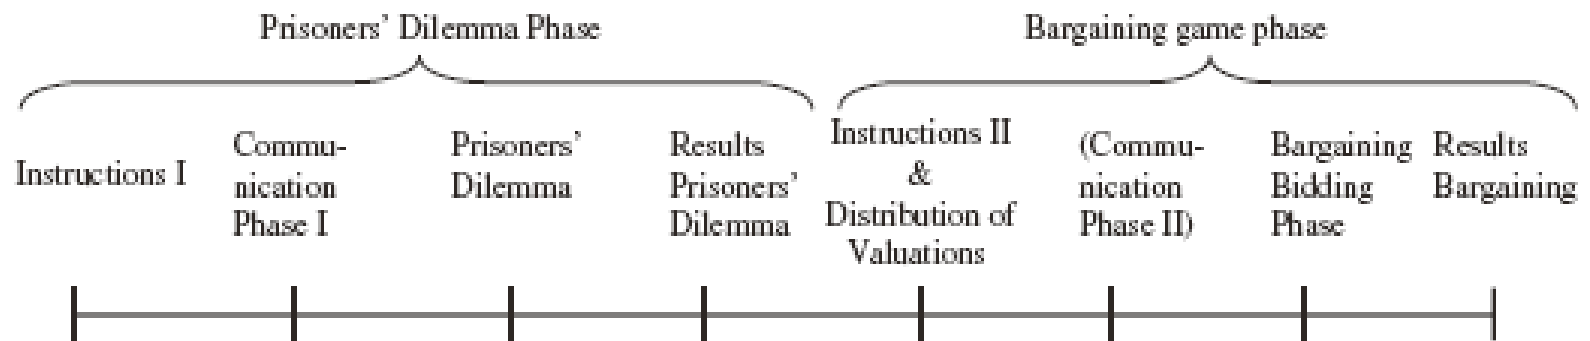 Prisoners' Dilemma Phase
Bargaining game phase
Instructions I
Commu-
nication
Phase I
Prisoners'
Dilemma
Results
Prisoners'
Dilemma
Instructions II
&
Distribution of
Valuations
(Commu-
nication
Phase II)
Bargaining
Bidding
Phase
Results
Bargaining